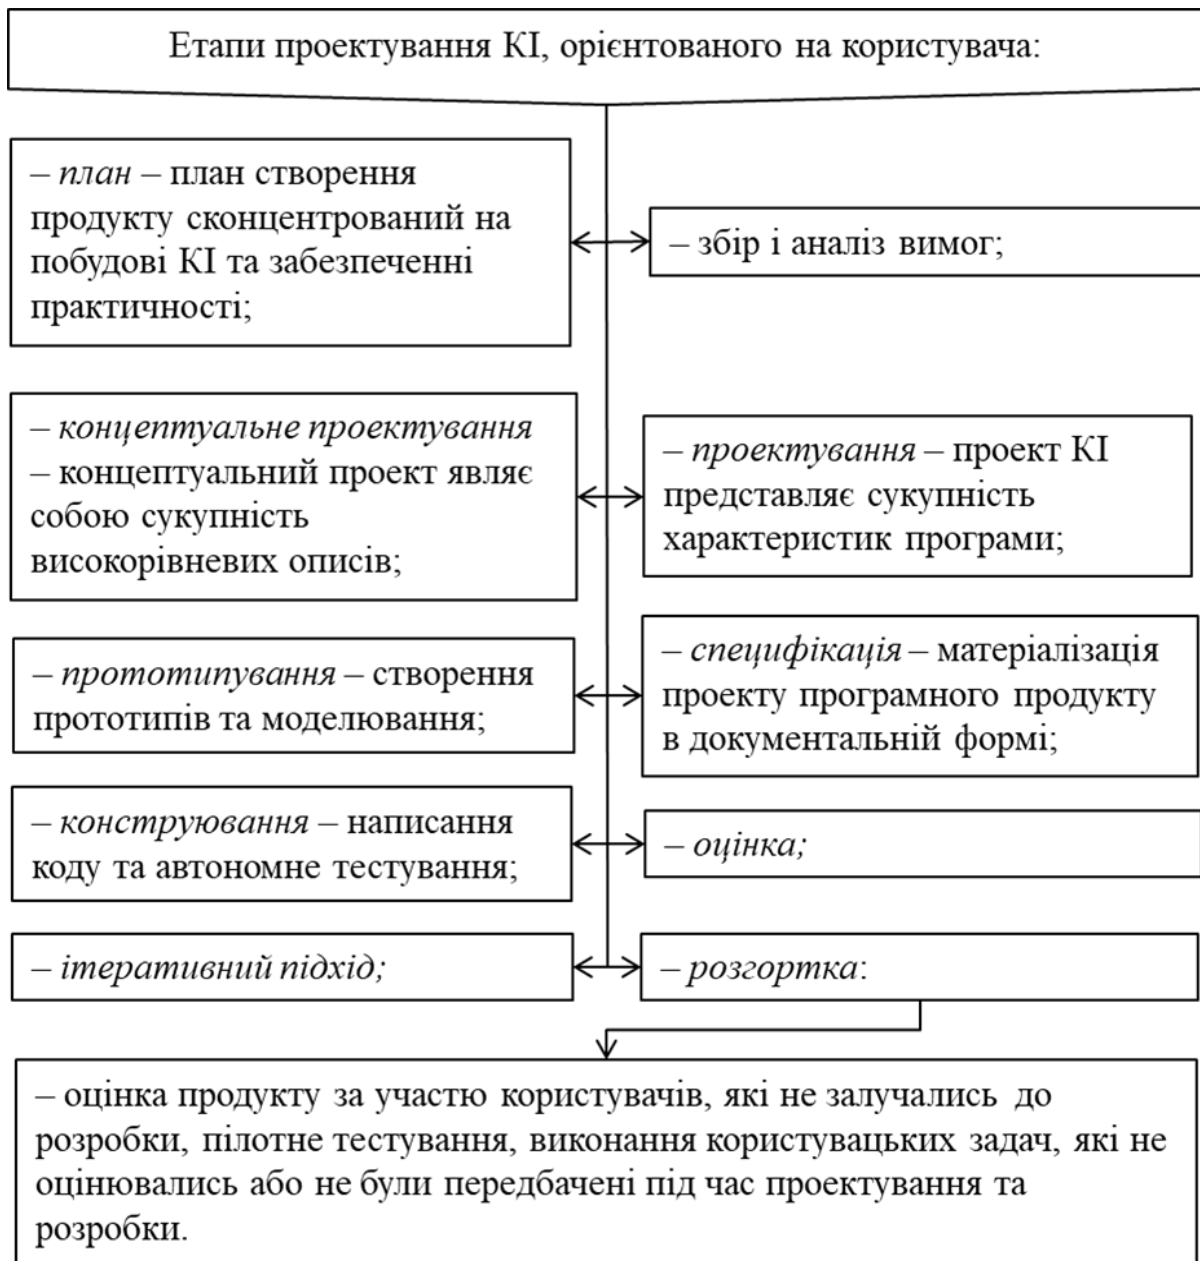 Етапи проектування КІ, орієнтованого на користувача:
– план – план створення
продукту сконцентрований на
побудові КІ та забезпеченні
практичності;
– збір і аналіз вимог;
– концептуальне проектування
– концептуальний проект являє
собою сукупність
високорівневих описів;
– проектування – проект КІ
представляє сукупність
характеристик програми;
– прототипування – створення
прототипів та моделювання;
– специфікація – матеріалізація
проекту програмного продукту
в документальній формі;
– конструювання – написання
коду та автономне тестування;
– оцінка;
– ітеративний підхід;
– розгортка:
– оцінка продукту за участю користувачів, які не залучались до
розробки, пілотне тестування, виконання користувацьких задач, які не
оцінювались або не були передбачені під час проектування та
розробки.